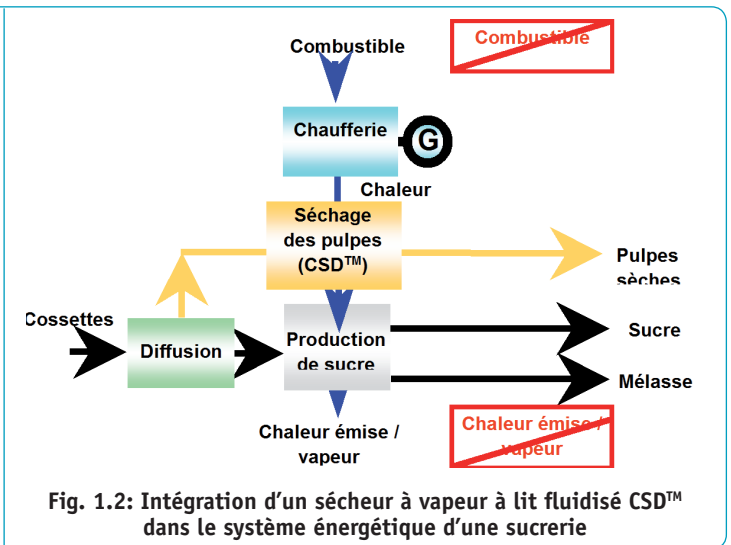 Combustible
Combustible
Chaufferie
G
Chaleur
Séchage
des pulpes
(CSD™)
Pulpes
sèches
Cossettes
Diffusion
Production
de sucre
Sucre
Mélasse
Chaleur émise /
vapeur
Chaleur émise /
vapeur
Fig. 1.2: Intégration d'un sécheur à vapeur à lit fluidisé CSD™
dans le système énergétique d'une sucrerie